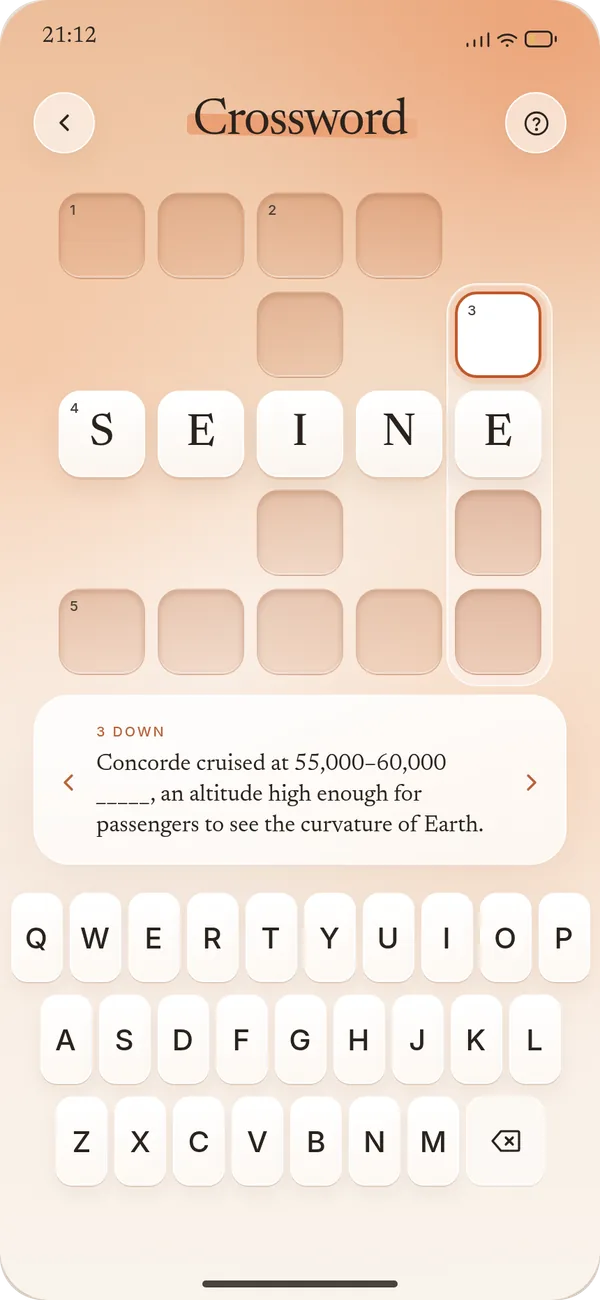 21:12
Crossword
1
2
3
4 S E I N E
5
3 DOWN
Concorde cruised at 55,000–60,000
_____, an altitude high enough for
passengers to see the curvature of Earth.
Q W E R T Y U I O P
A S D F G H J K L
Z X C V B N M